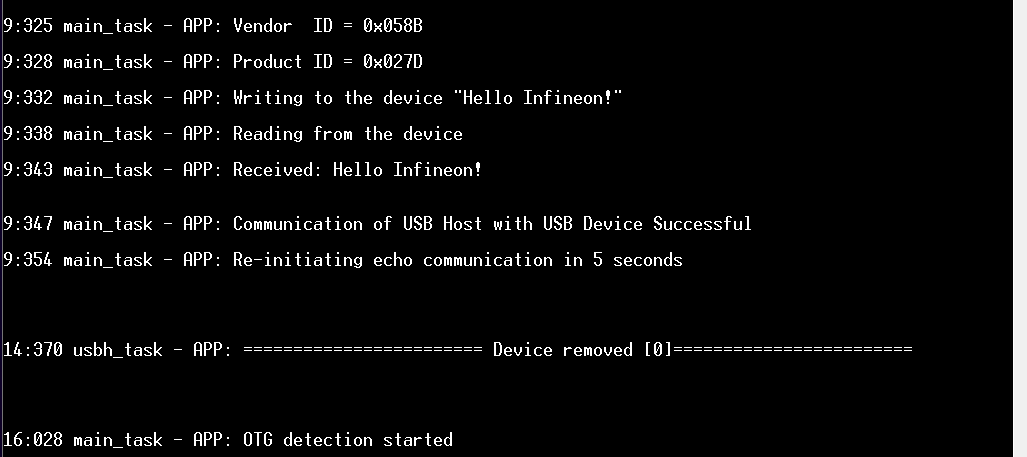 9:325 main_task - APP: Vendor  ID = 0x058B
9:328 main_task - APP: Product ID = 0x027D
9:332 main_task - APP: Writing to the device "Hello Infineon!"
9:338 main_task - APP: Reading from the device
9:343 main_task - APP: Received: Hello Infineon!
9:347 main_task - APP: Communication of USB Host with USB Device Successful
9:354 main_task - APP: Re-initiating echo communication in 5 seconds
14:370 usbh_task - APP: ======================== Device removed [0]========================
16:028 main_task - APP: OTG detection started